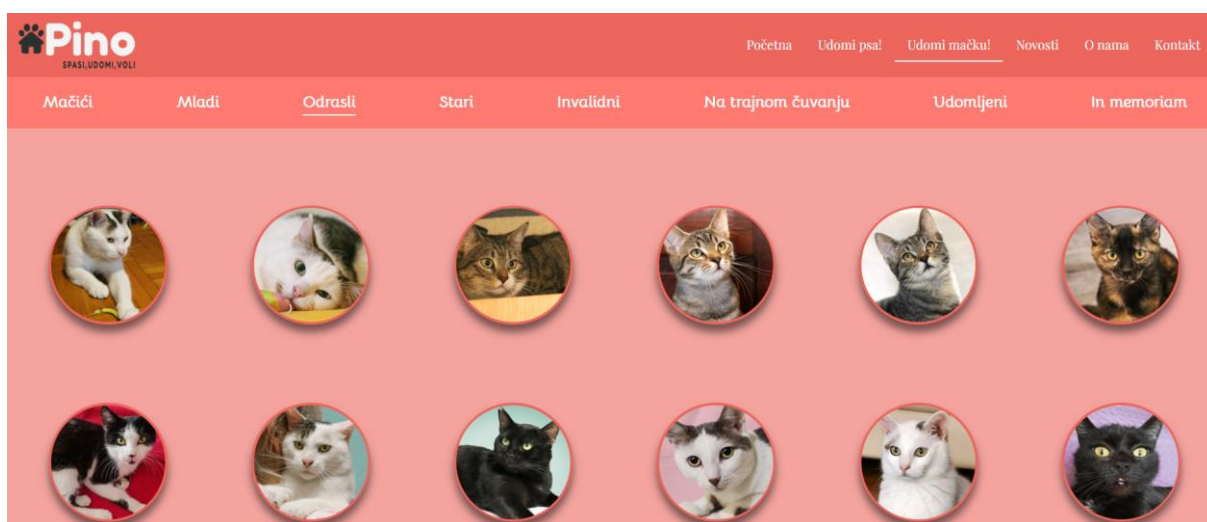 Pino
SPASI,UDOMI,VOLI
Početna Udomi psa! Udomi mačku! Novosti O nama Kontakt
Mačići Mladi Odrasli Stari Invalidni Na trajnom čuvanju Udomljeni In memoriam